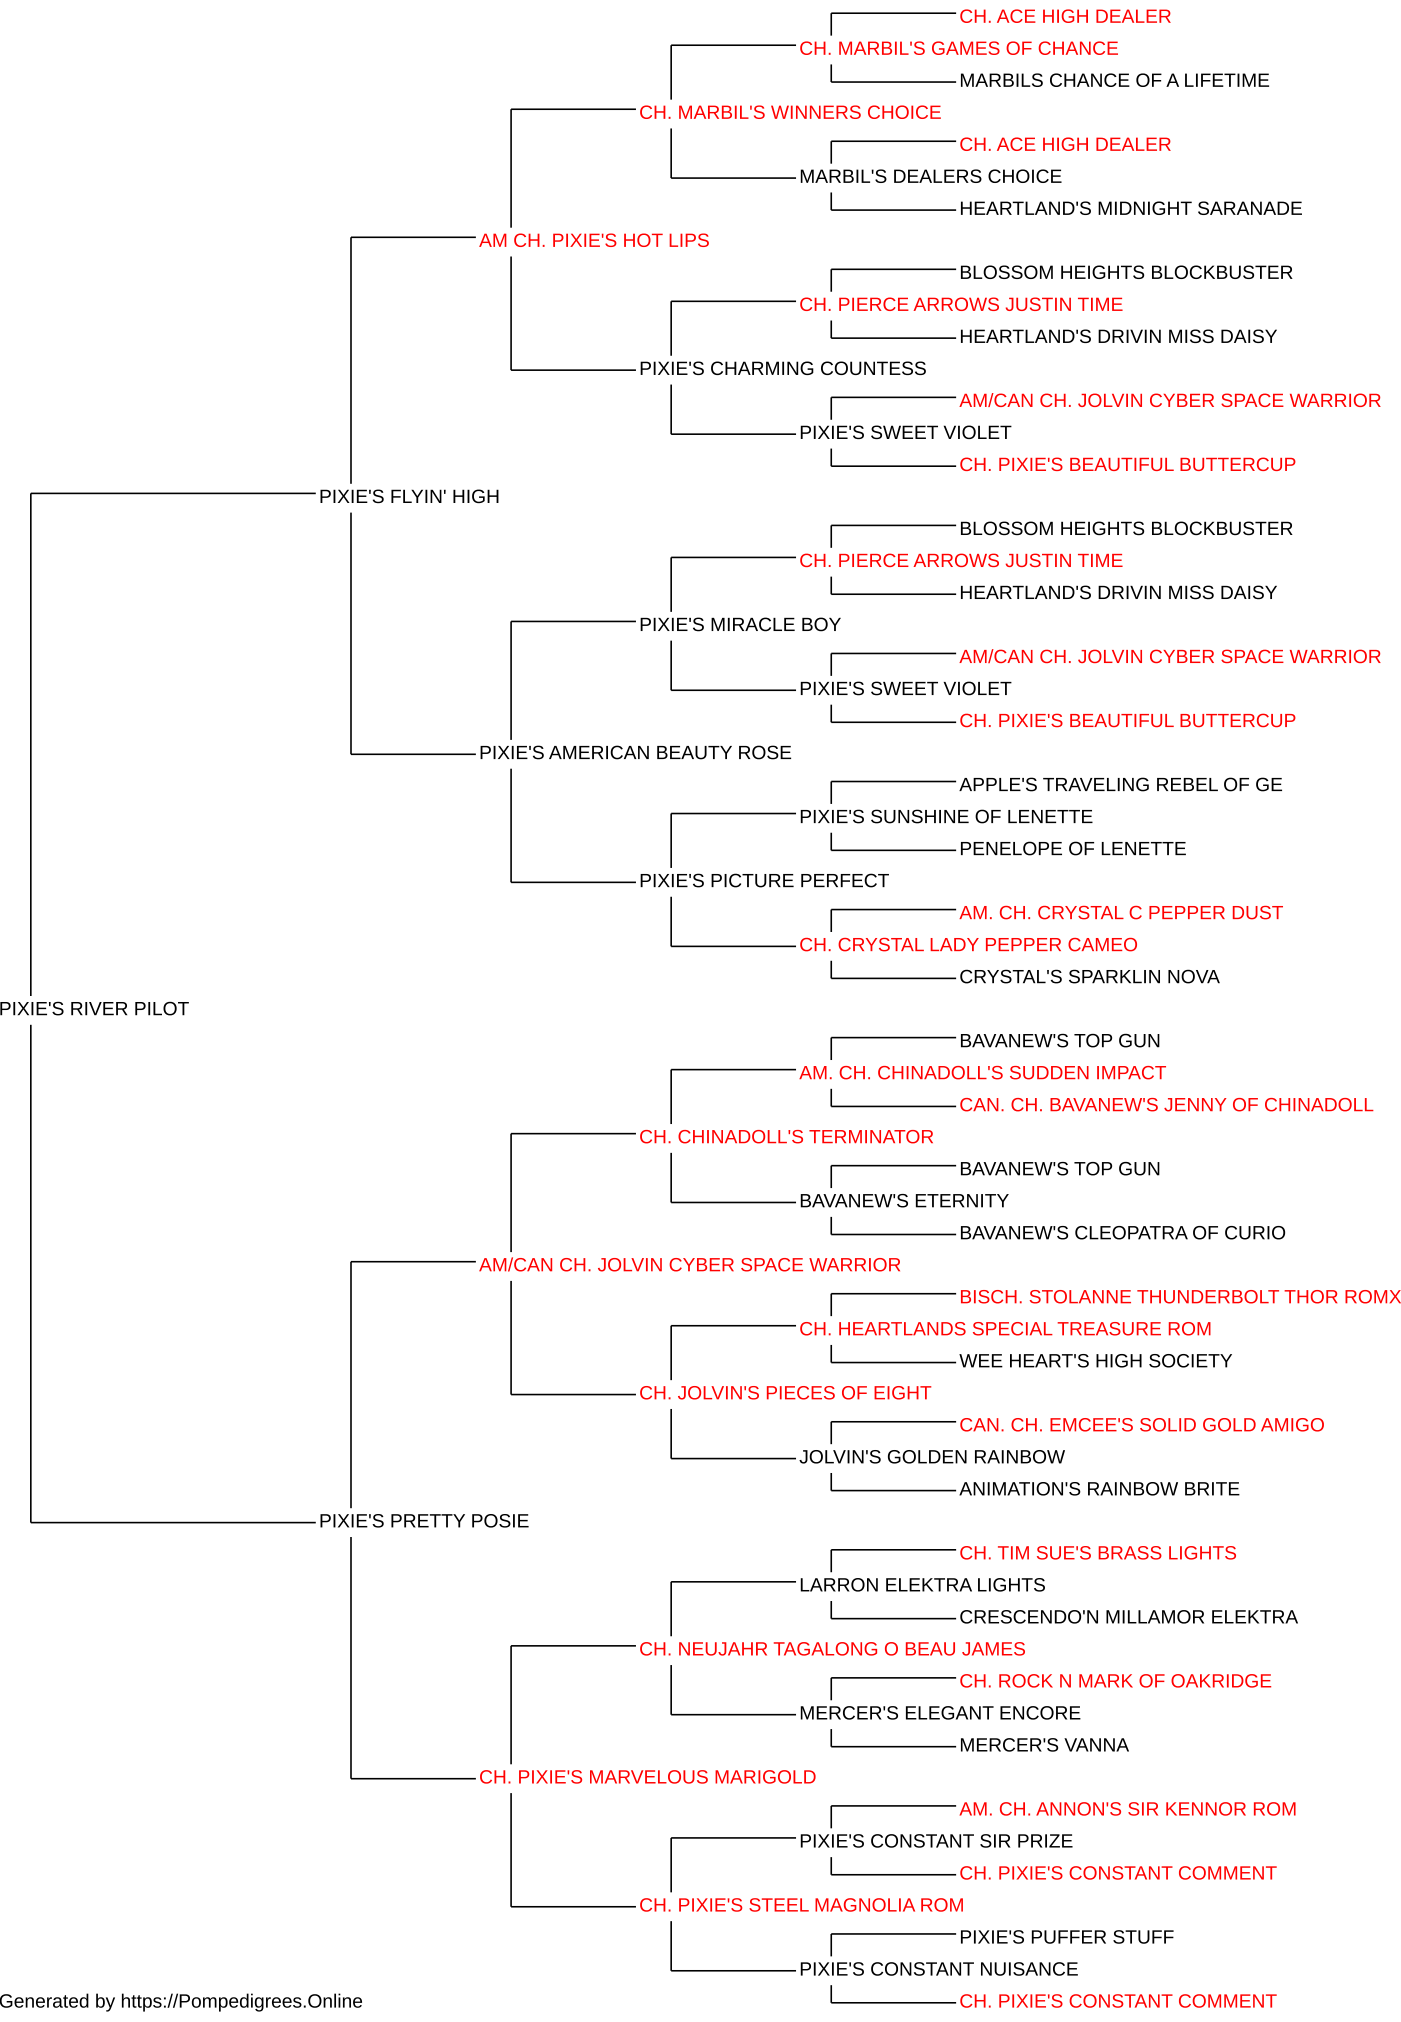 CH. ACE HIGH DEALER
CH. MARBIL'S GAMES OF CHANCE
MARBILS CHANCE OF A LIFETIME
CH. MARBIL'S WINNERS CHOICE
CH. ACE HIGH DEALER
MARBIL'S DEALERS CHOICE
HEARTLAND'S MIDNIGHT SARANADE
AM CH. PIXIE'S HOT LIPS
BLOSSOM HEIGHTS BLOCKBUSTER
CH. PIERCE ARROWS JUSTIN TIME
HEARTLAND'S DRIVIN MISS DAISY
PIXIE'S CHARMING COUNTESS
AM/CAN CH. JOLVIN CYBER SPACE WARRIOR
PIXIE'S SWEET VIOLET
CH. PIXIE'S BEAUTIFUL BUTTERCUP
PIXIE'S FLYIN' HIGH
BLOSSOM HEIGHTS BLOCKBUSTER
CH. PIERCE ARROWS JUSTIN TIME
HEARTLAND'S DRIVIN MISS DAISY
PIXIE'S MIRACLE BOY
AM/CAN CH. JOLVIN CYBER SPACE WARRIOR
PIXIE'S SWEET VIOLET
CH. PIXIE'S BEAUTIFUL BUTTERCUP
PIXIE'S AMERICAN BEAUTY ROSE
APPLE'S TRAVELING REBEL OF GE
PIXIE'S SUNSHINE OF LENETTE
PENELOPE OF LENETTE
PIXIE'S PICTURE PERFECT
AM. CH. CRYSTAL C PEPPER DUST
CH. CRYSTAL LADY PEPPER CAMEO
CRYSTAL'S SPARKLIN NOVA
PIXIE'S RIVER PILOT
BAVANEW'S TOP GUN
AM. CH. CHINADOLL'S SUDDEN IMPACT
CAN. CH. BAVANEW'S JENNY OF CHINADOLL
CH. CHINADOLL'S TERMINATOR
BAVANEW'S TOP GUN
BAVANEW'S ETERNITY
BAVANEW'S CLEOPATRA OF CURIO
AM/CAN CH. JOLVIN CYBER SPACE WARRIOR
BISCH. STOLANNE THUNDERBOLT THOR ROMX
CH. HEARTLANDS SPECIAL TREASURE ROM
WEE HEART'S HIGH SOCIETY
CH. JOLVIN'S PIECES OF EIGHT
CAN. CH. EMCEE'S SOLID GOLD AMIGO
JOLVIN'S GOLDEN RAINBOW
ANIMATION'S RAINBOW BRITE
PIXIE'S PRETTY POSIE
CH. TIM SUE'S BRASS LIGHTS
LARRON ELEKTRA LIGHTS
CRESCENDO'N MILLAMOR ELEKTRA
CH. NEUJAHR TAGALONG O BEAU JAMES
CH. ROCK N MARK OF OAKRIDGE
MERCER'S ELEGANT ENCORE
MERCER'S VANNA
CH. PIXIE'S MARVELOUS MARIGOLD
AM. CH. ANNON'S SIR KENNOR ROM
PIXIE'S CONSTANT SIR PRIZE
CH. PIXIE'S CONSTANT COMMENT
CH. PIXIE'S STEEL MAGNOLIA ROM
PIXIE'S PUFFER STUFF
PIXIE'S CONSTANT NUISANCE
CH. PIXIE'S CONSTANT COMMENT
Generated by https://Pompedigrees.Online